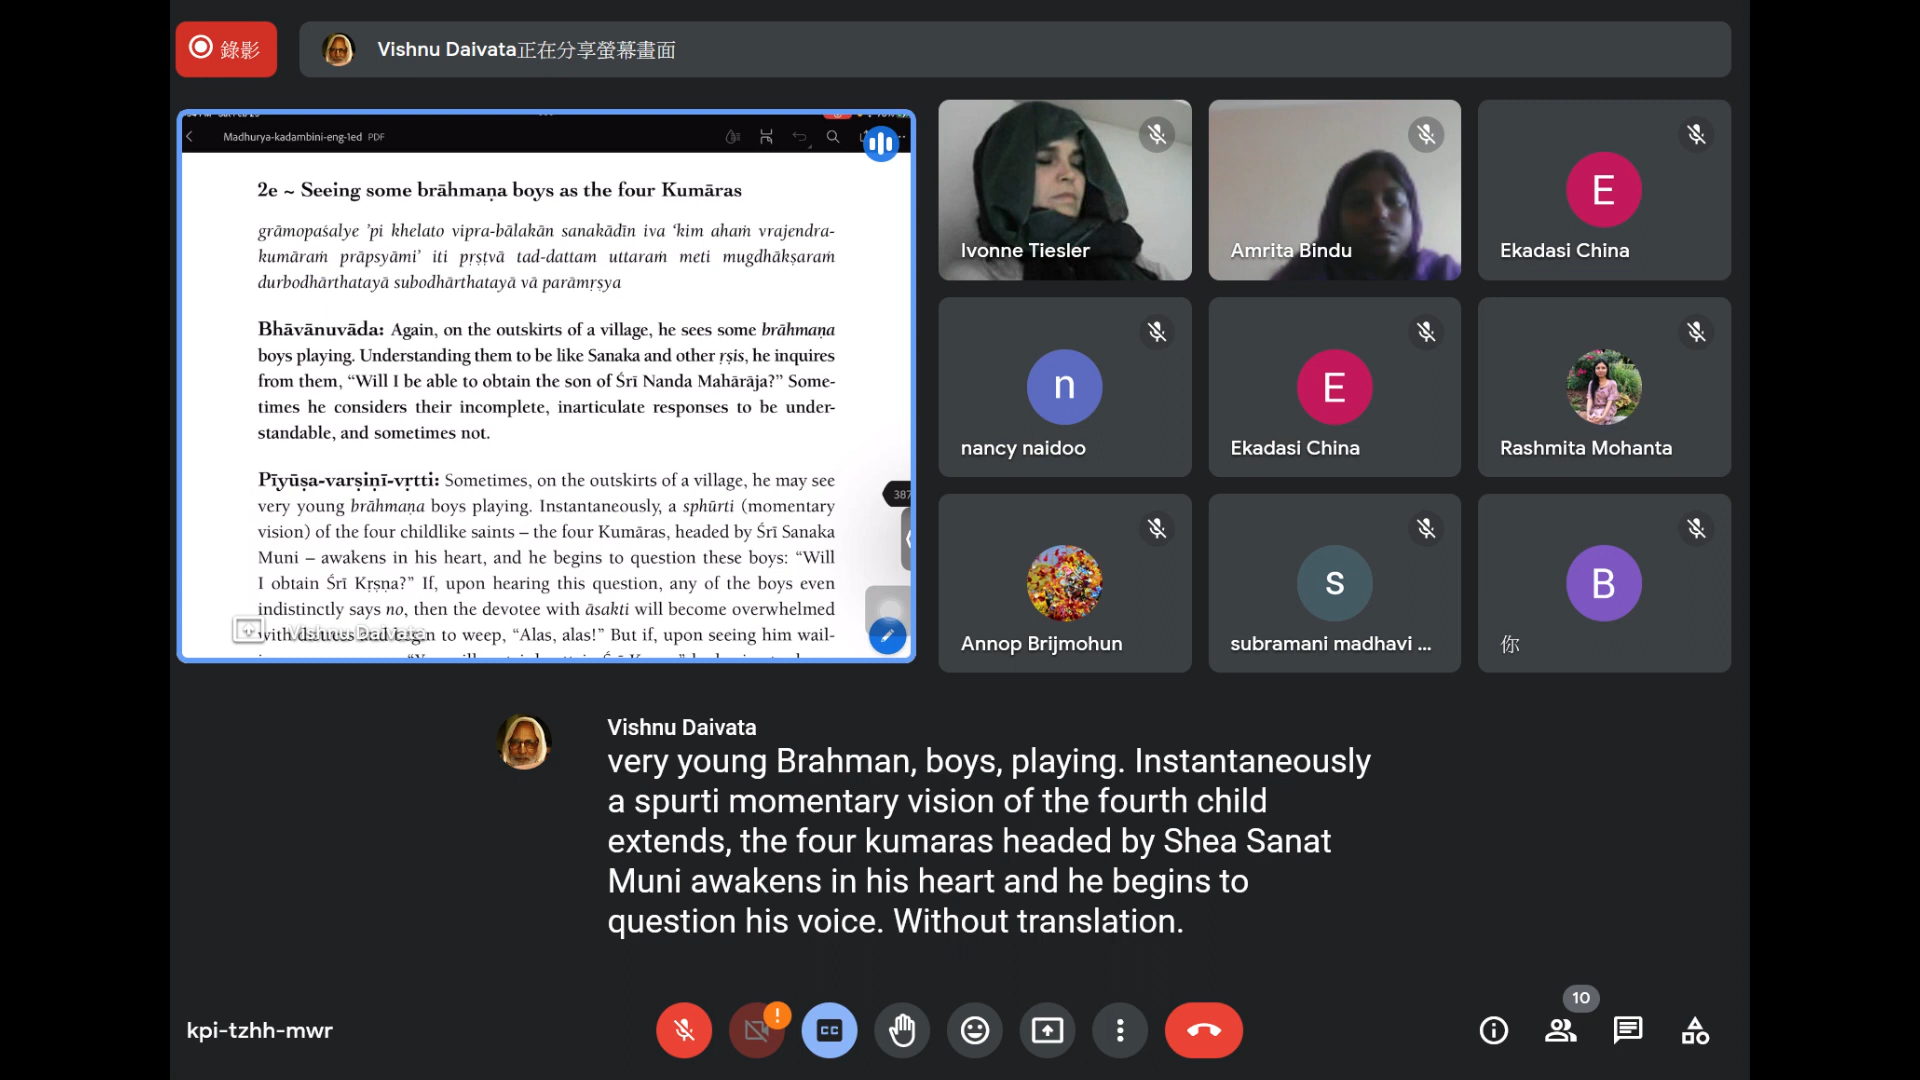 錄影
Vishnu Daivata正在分享螢幕畫面
Madhurya-kadambini-eng-1ed PDF
2e ~ Seeing some brāhmaṇa boys as the four Kumāras
grāmopaśalye 'pi khelato vipra-bālakān sanakādīn iva 'kim ahaṁ vrajendra-
kumāraṁ prāpsyāmi' iti pṛṣṭvā tad-dattam uttaraṁ meti mugdhākṣaraṁ
durbodhārthatayā subodhārthatayā vā parāmṛsya
Bhāvānuvāda: Again, on the outskirts of a village, he sees some brāhmaṇa
boys playing. Understanding them to be like Sanaka and other ṛṣis, he inquires
from them, “Will I be able to obtain the son of Śrī Nanda Mahārāja?” Some-
times he considers their incomplete, inarticulate responses to be under-
standable, and sometimes not.
Pīyūṣa-varṣiṇī-vṛtti: Sometimes, on the outskirts of a village, he may see
very young brāhmaṇa boys playing. Instantaneously, a sphūrti (momentary
vision) of the four childlike saints – the four Kumāras, headed by Śrī Sanaka
Muni – awakens in his heart, and he begins to question these boys: “Will
I obtain Śrī Kṛṣṇa?” If, upon hearing this question, any of the boys even
indistinctly says no, then the devotee with āsakti will become overwhelmed
with distress and again to weep, “Alas, alas!” But if, upon seeing him wail-
387
Vishnu Daivata
Ivonne Tiesler
Amrita Bindu
E
Ekadasi China
n
nancy naidoo
E
Ekadasi China
Rashmita Mohanta
Annop Brijmohun
s
subramani madhavi ...
B
你
Vishnu Daivata
very young Brahman, boys, playing. Instantaneously
a spurti momentary vision of the fourth child
extends, the four kumaras headed by Shea Sanat
Muni awakens in his heart and he begins to
question his voice. Without translation.
kpi-tzhh-mwr
!
CC
10